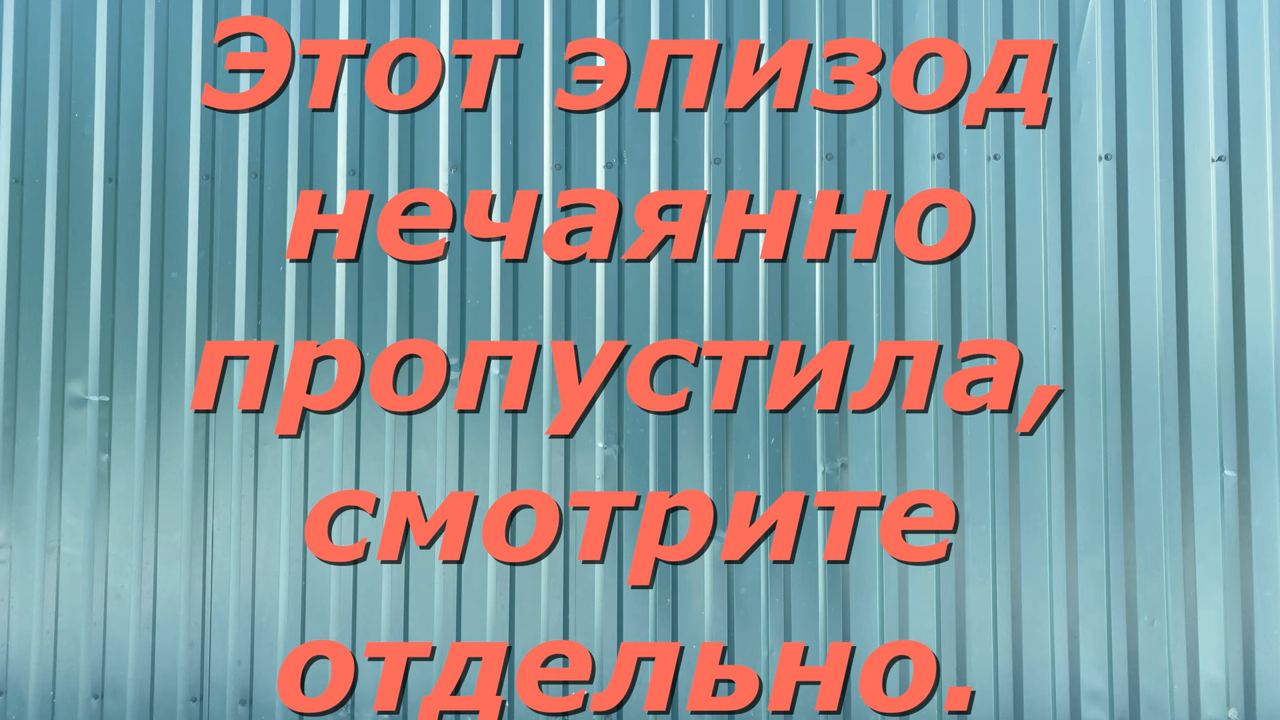 Этот эпизод
нечаянно
пропустила,
смотрите
отдельно.